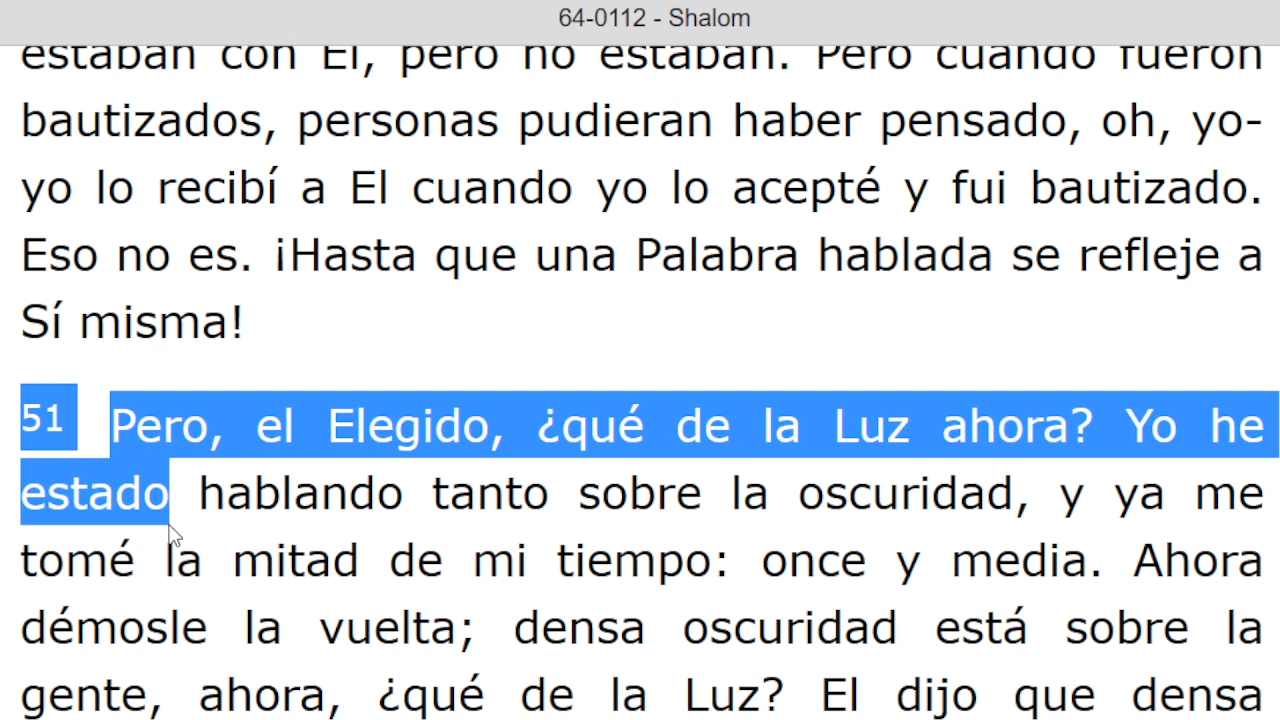 64-0112 - Shalom
estaban con El, pero no estaban. Pero cuando fueron
bautizados, personas pudieran haber pensado, oh, yo-
yo lo recibí a El cuando yo lo acepté y fui bautizado.
Eso no es. ¡Hasta que una Palabra hablada se refleje a
Sí misma!
51 Pero, el Elegido, ¿qué de la Luz ahora? Yo he
estado hablando tanto sobre la oscuridad, y ya me
tomé la mitad de mi tiempo: once y media. Ahora
démosle la vuelta; densa oscuridad está sobre la
gente, ahora, ¿qué de la Luz? El dijo que densa